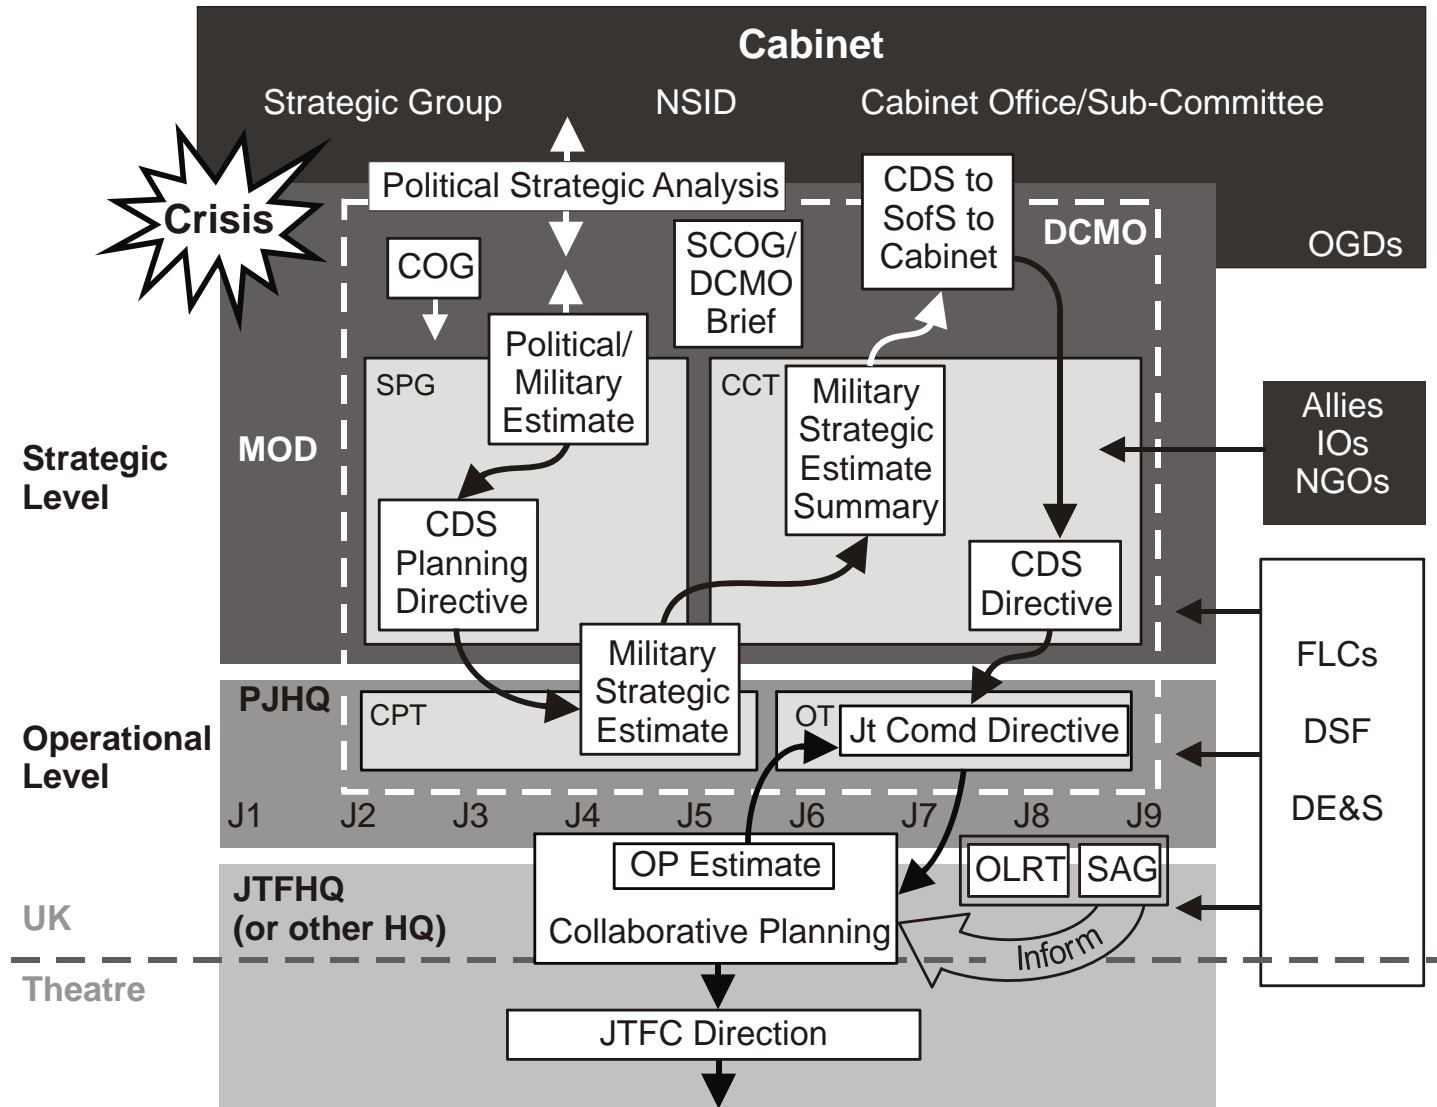 Cabinet
Strategic Group
NSID
Cabinet Office/Sub-Committee
Crisis
Political Strategic Analysis
CDS to
SofS to
Cabinet
DCMO
OGDs
COG
SCOG/
DCMO
Brief
SPG
Political/
Military
Estimate
CCT
Military
Strategic
Estimate
Summary
Allies
IOs
NGOs
Strategic
Level
MOD
CDS
Planning
Directive
CDS
Directive
Military
Strategic
Estimate
FLCs
DSF
DE&S
Operational
Level
PJHQ
CPT
OT
Jt Comd Directive
J1
J2
J3
J4
J5
J6
J7
J8
J9
OP Estimate
Collaborative Planning
OLRT
SAG
JTFHQ
(or other HQ)
UK
Inform
Theatre
JTFC Direction